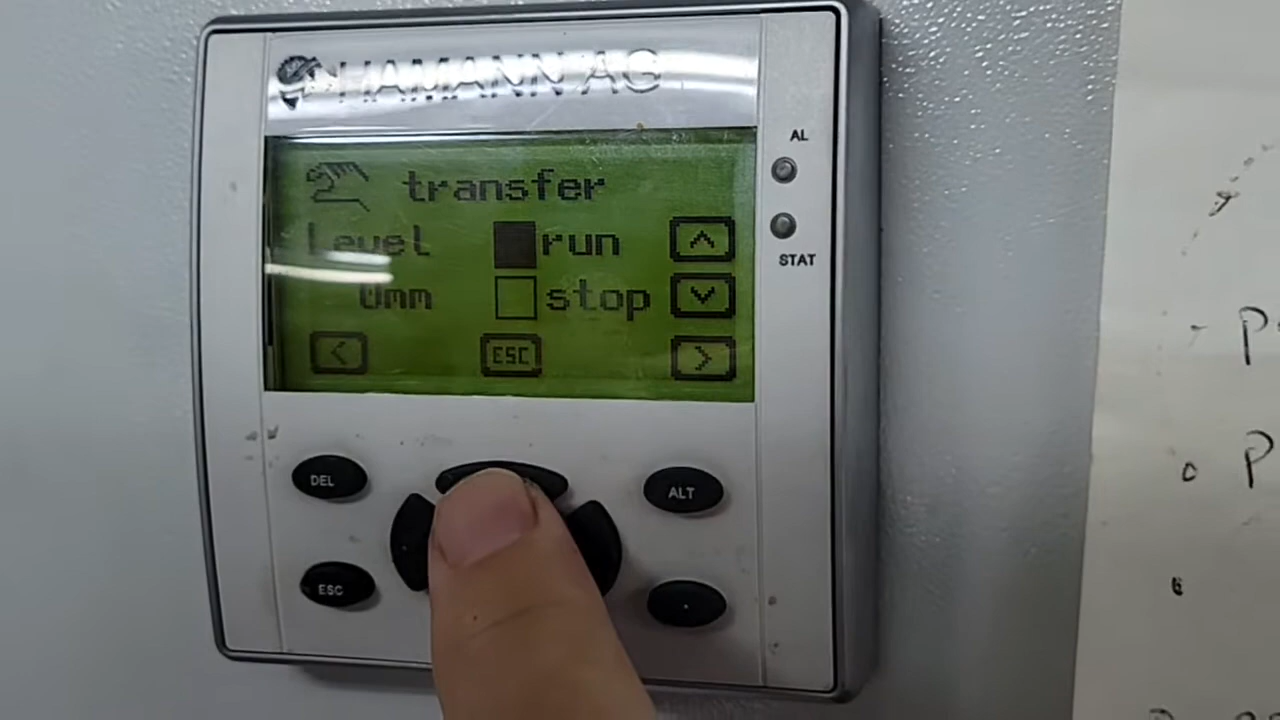 HAMANN AG
AL
transfer
Level run
STAT
0mm stop
ESC
DEL
ALT
ESC